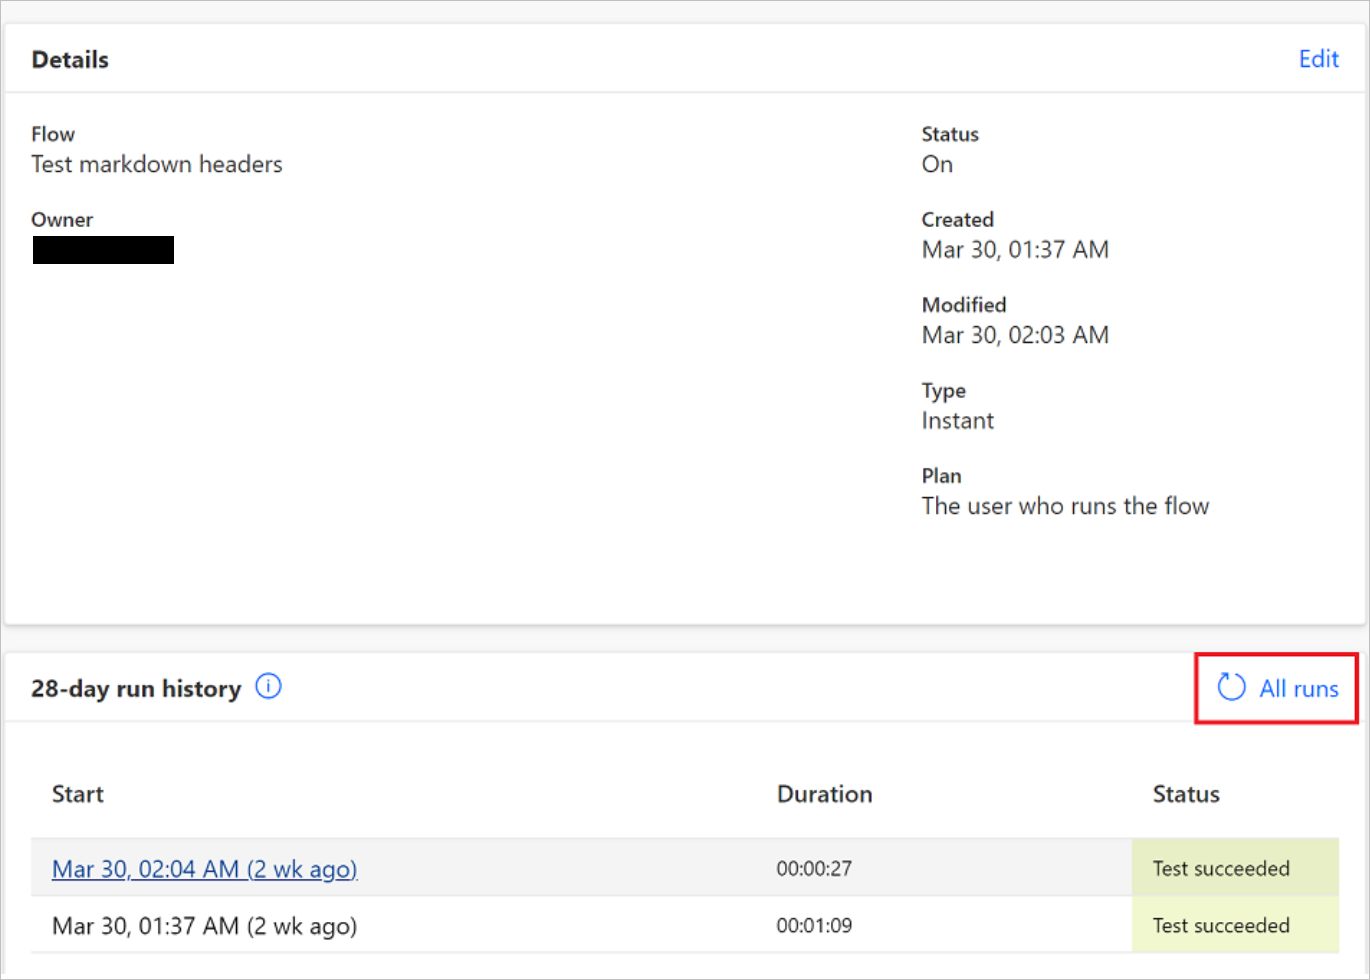 Details
Edit
Flow
Test markdown headers
Owner
Status
On
Created
Mar 30, 01:37 AM
Modified
Mar 30, 02:03 AM
Type
Instant
Plan
The user who runs the flow
28-day run history
All runs
Start Duration Status
Mar 30, 02:04 AM (2 wk ago) 00:00:27 Test succeeded
Mar 30, 01:37 AM (2 wk ago) 00:01:09 Test succeeded